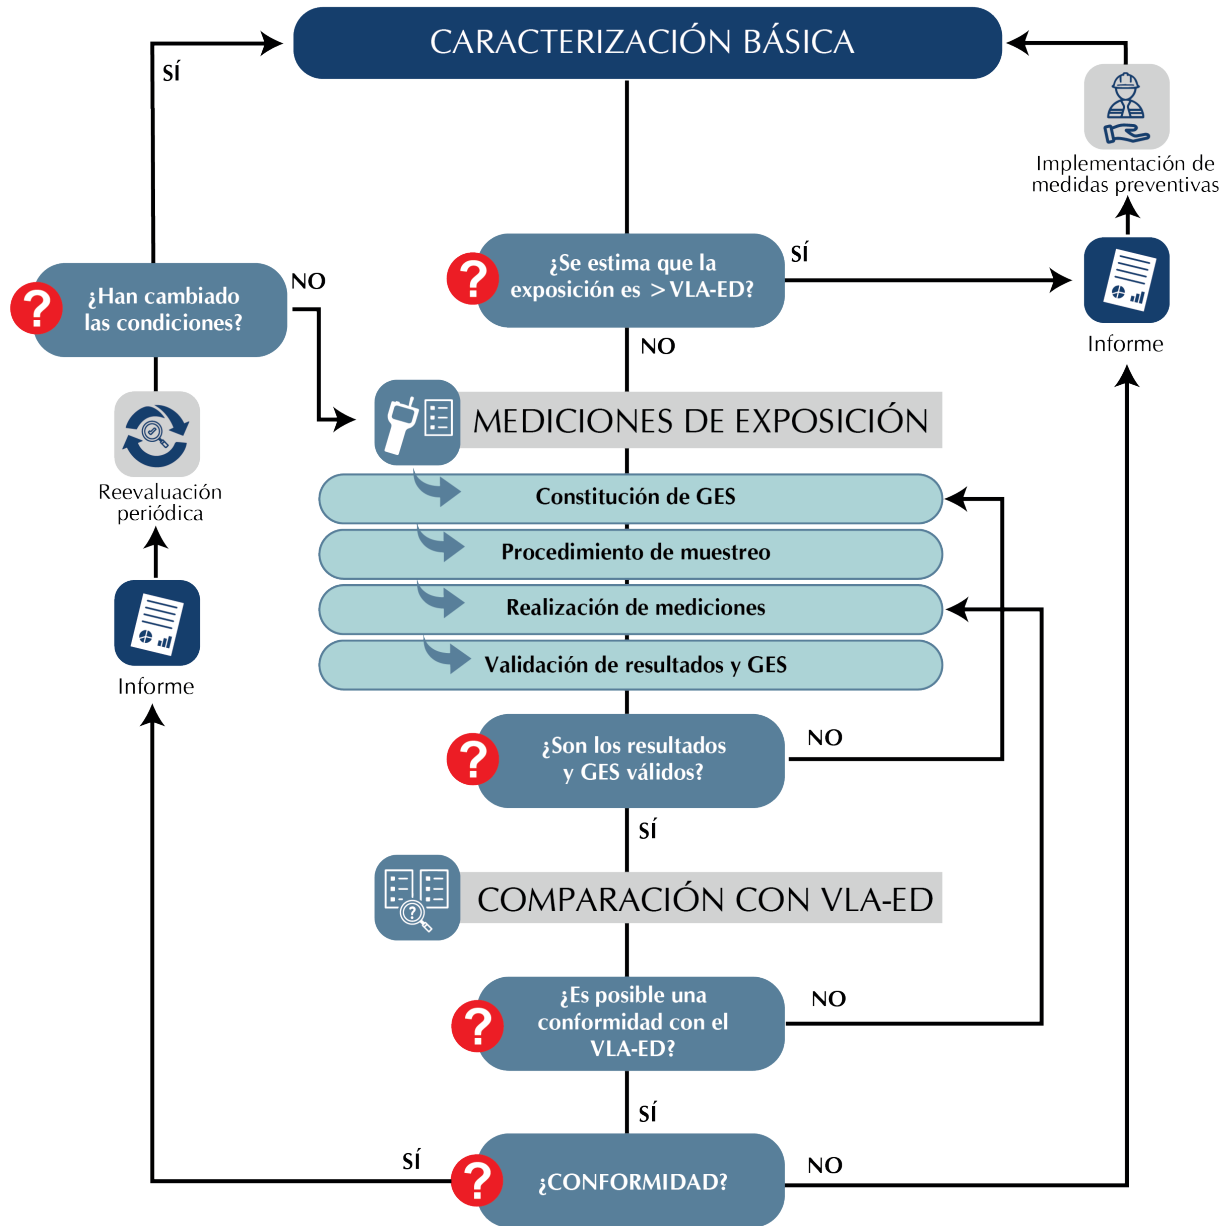 CARACTERIZACIÓN BÁSICA
SÍ
Implementación de
medidas preventivas
¿Se estima que la
exposición es > VLA-ED?
SÍ
¿Han cambiado
las condiciones?
NO
?
?
Informe
NO
MEDICIONES DE EXPOSICIÓN
Reevaluación
periódica
Constitución de GES
Procedimiento de muestreo
Realización de mediciones
Validación de resultados y GES
Informe
¿Son los resultados
y GES válidos?
NO
?
SÍ
COMPARACIÓN CON VLA-ED
?
¿Es posible una
conformidad con el
VLA-ED?
NO
?
SÍ
SÍ
¿CONFORMIDAD?
NO
?